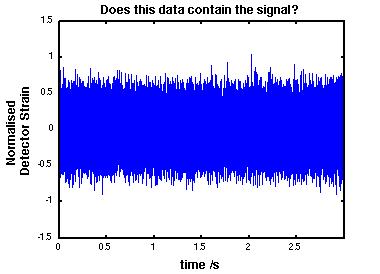 Does this data contain the signal?
1.5
1
0.5
0
-0.5
-1
-1.5
Normalised
Detector Strain
0 0.5 1 1.5 2 2.5
time /s